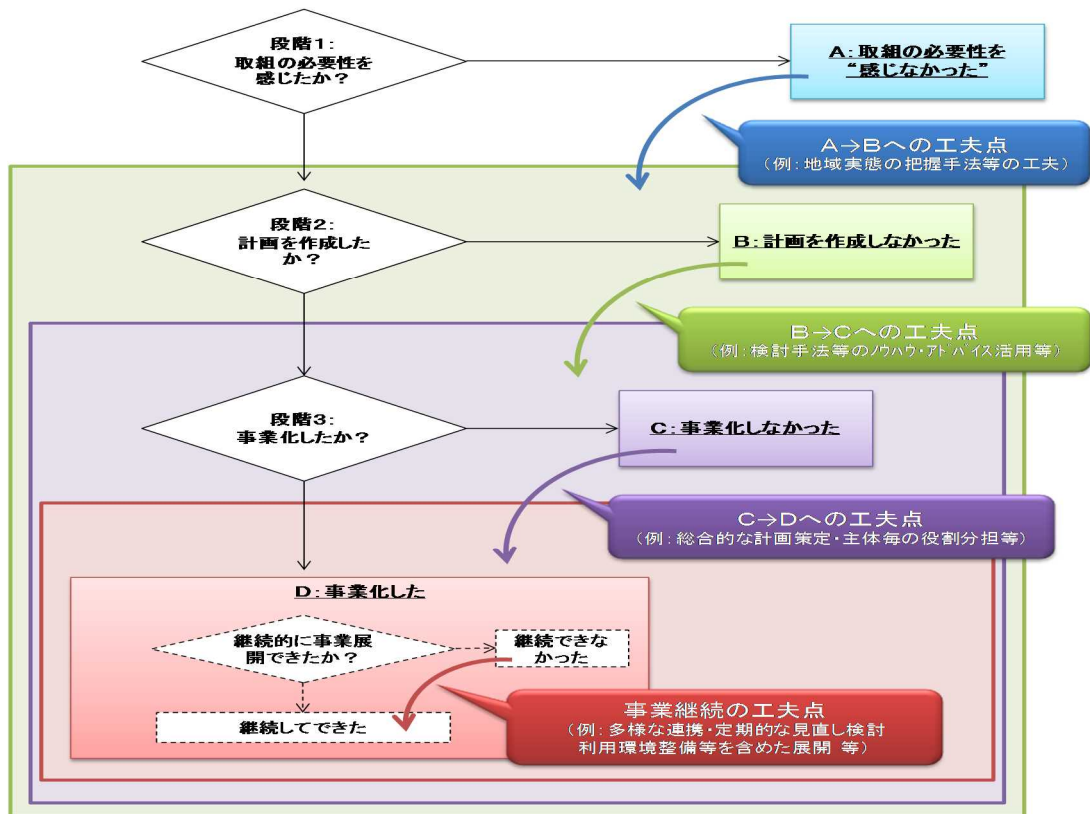 段階1:
取組の必要性を
感じたか?
A:取組の必要性を
“感じなかった”
A→Bへの工夫点
(例:地域実態の把握手法等の工夫)
段階2:
計画を作成した
か?
B:計画を作成しなかった
B→Cへの工夫点
(例:検討手法等のノウハウ・アドバイス活用等)
段階3:
事業化したか?
C:事業化しなかった
C→Dへの工夫点
(例:総合的な計画策定・主体毎の役割分担等)
D:事業化した
継続的に事業展
開できたか?
継続できな
かった
継続してできた
事業継続の工夫点
(例:多様な連携・定期的な見直し検討
利用環境整備等を含めた展開 等)